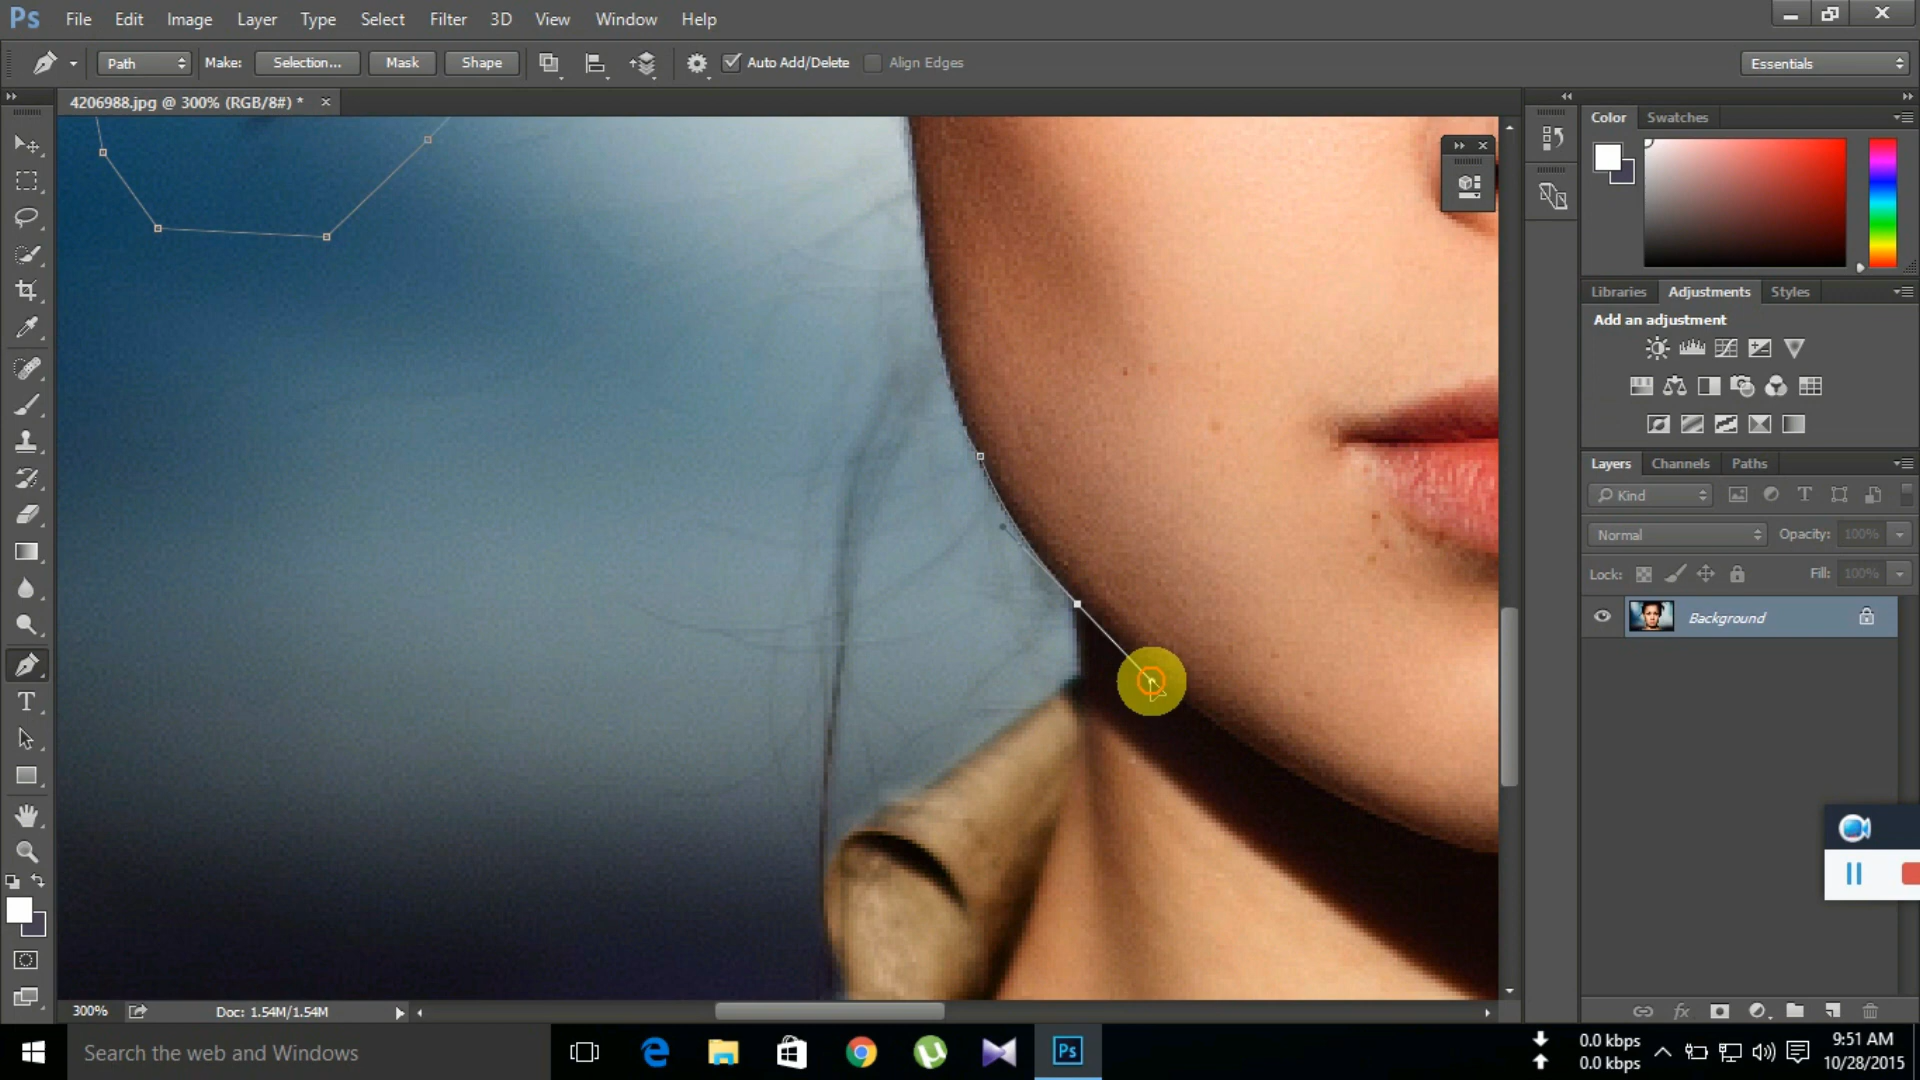 Ps File Edit Image Layer Type Select Filter 3D View Window Help
Path Make: Selection... Mask Shape Auto Add/Delete Align Edges Essentials
4206988.jpg @ 300% (RGB/8#) *
Color Swatches
Libraries Adjustments Styles
Add an adjustment
Layers Channels Paths
Kind
Normal Opacity: 100%
Lock: Fill: 100%
Background
300% Doc: 1.54M/1.54M
Search the web and Windows
Ps
0.0 kbps
0.0 kbps
9:51 AM
10/28/2015